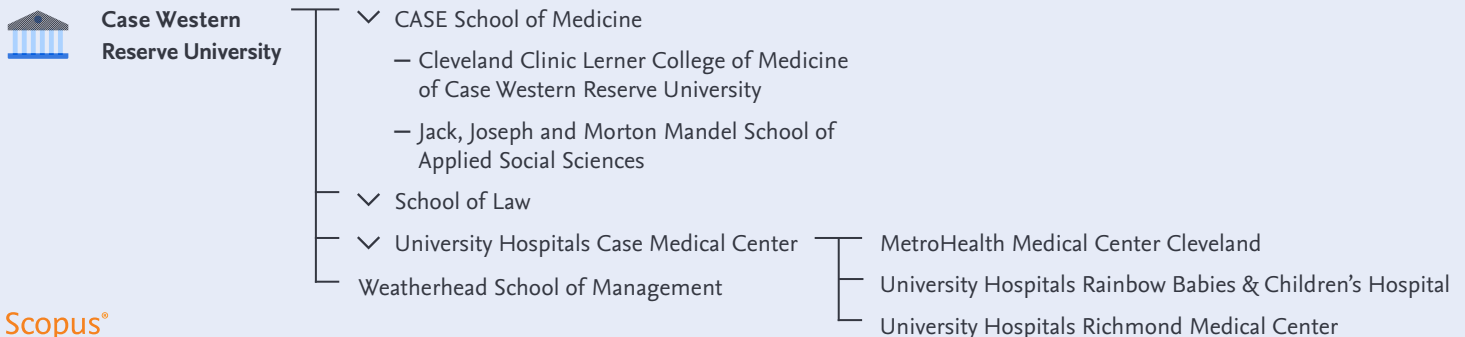 Case Western
Reserve University
CASE School of Medicine
– Cleveland Clinic Lerner College of Medicine
of Case Western Reserve University
– Jack, Joseph and Morton Mandel School of
Applied Social Sciences
School of Law
University Hospitals Case Medical Center
MetroHealth Medical Center Cleveland
University Hospitals Rainbow Babies & Children's Hospital
University Hospitals Richmond Medical Center
Weatherhead School of Management
Scopus®